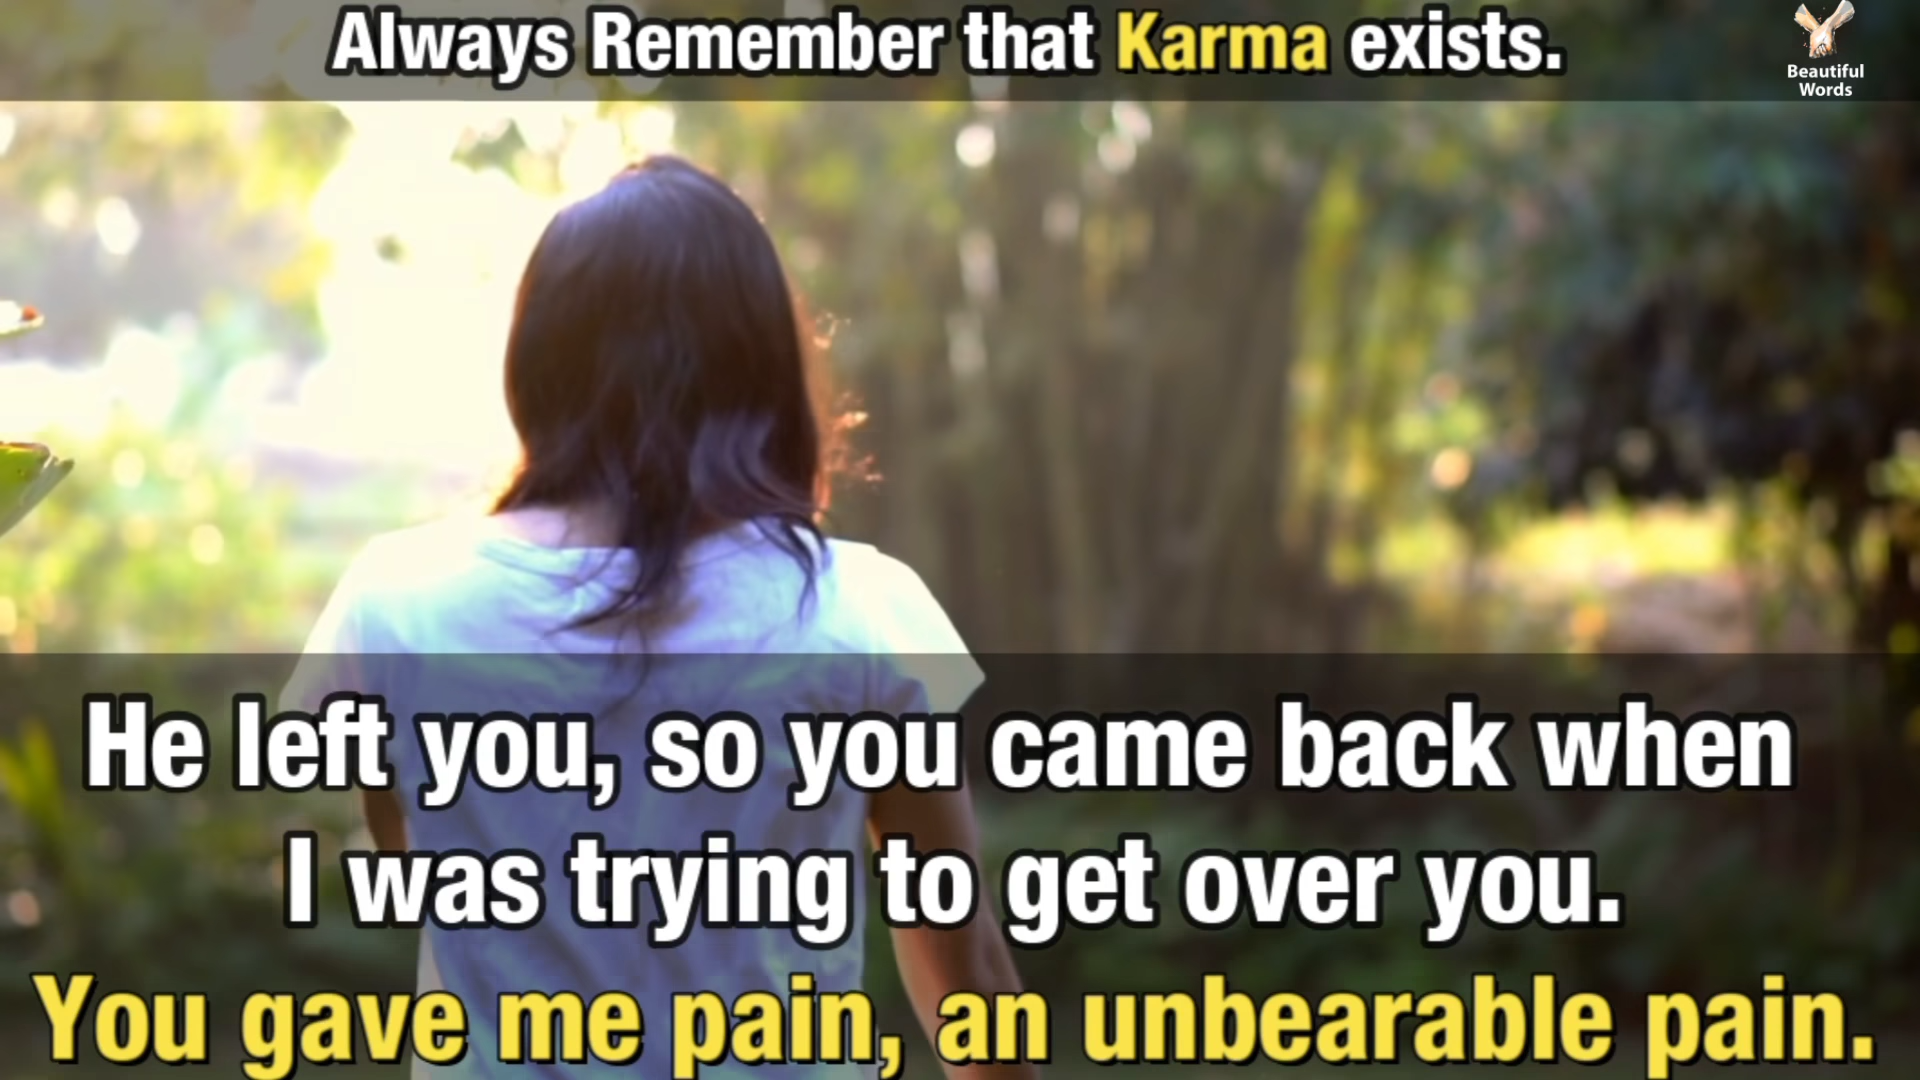 Always Remember that Karma exists.
Beautiful
Words
He left you, so you came back when
I was trying to get over you.
You gave me pain, an unbearable pain.